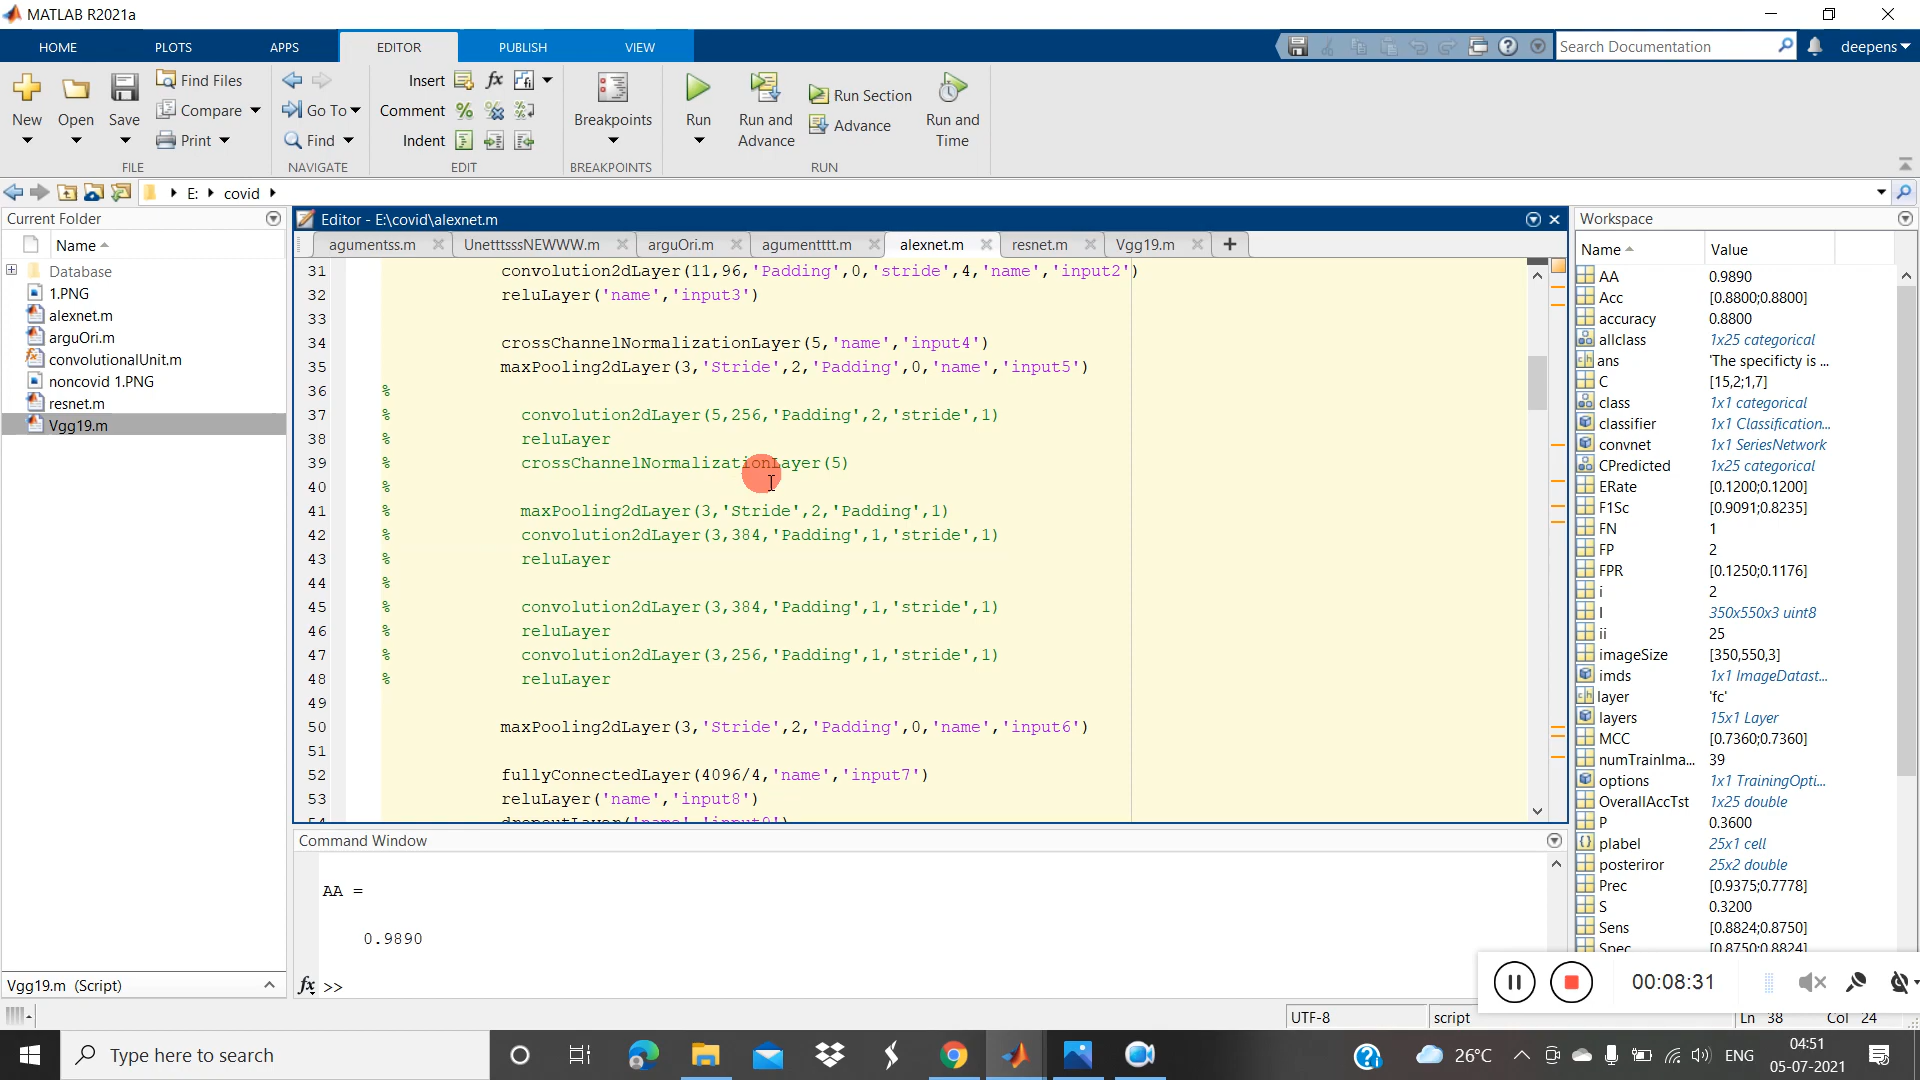 MATLAB R2021a
HOME PLOTS APPS EDITOR PUBLISH VIEW
Search Documentation
deepens
New
Open
Save
Find Files
Compare
Print
FILE
Go To
Find
NAVIGATE
Insert
Comment
Indent
EDIT
Breakpoints
BREAKPOINTS
Run
Run and Advance
Run Section
Advance
Run and Time
RUN
E: covid
Current Folder
Name
Database
1.PNG
alexnet.m
arguOri.m
convolutionalUnit.m
noncovid 1.PNG
resnet.m
Vgg19.m
Vgg19.m (Script)
Editor - E:\covid\alexnet.m
agumentss.m UnetttsssNEWWW.m arguOri.m agumentttt.m alexnet.m resnet.m Vgg19.m
31 convolution2dLayer(11,96,'Padding',0,'stride',4,'name','input2')
32 reluLayer('name','input3')
33
34 crossChannelNormalizationLayer(5,'name','input4')
35 maxPooling2dLayer(3,'Stride',2,'Padding',0,'name','input5')
36 %
37 % convolution2dLayer(5,256,'Padding',2,'stride',1)
38 % reluLayer
39 % crossChannelNormalizationLayer(5)
40 %
41 % maxPooling2dLayer(3,'Stride',2,'Padding',1)
42 % convolution2dLayer(3,384,'Padding',1,'stride',1)
43 % reluLayer
44 %
45 % convolution2dLayer(3,384,'Padding',1,'stride',1)
46 % reluLayer
47 % convolution2dLayer(3,256,'Padding',1,'stride',1)
48 % reluLayer
49
50 maxPooling2dLayer(3,'Stride',2,'Padding',0,'name','input6')
51
52 fullyConnectedLayer(4096/4,'name','input7')
53 reluLayer('name','input8')
54 dropoutLayer('name','input9')
Command Window
AA =
0.9890
fx >>
Workspace
Name Value
AA 0.9890
Acc [0.8800;0.8800]
accuracy 0.8800
allclass 1x25 categorical
ans 'The specificty is ...
C [15,2;1,7]
class 1x1 categorical
classifier 1x1 Classification...
convnet 1x1 SeriesNetwork
CPredicted 1x25 categorical
ERate [0.1200;0.1200]
F1Sc [0.9091;0.8235]
FN 1
FP 2
FPR [0.1250;0.1176]
i 2
I 350x550x3 uint8
ii 25
imageSize [350,550,3]
imds 1x1 ImageDatast...
layer 'fc'
layers 15x1 Layer
MCC [0.7360;0.7360]
numTrainIma... 39
options 1x1 TrainingOpti...
OverallAccTst 1x25 double
P 0.3600
plabel 25x1 cell
posteriror 25x2 double
Prec [0.9375;0.7778]
S 0.3200
Sens [0.8824;0.8750]
Spec [0.8750;0.8824]
00:08:31
UTF-8 script Ln 38 Col 24
Type here to search
26°C
ENG
04:51
05-07-2021